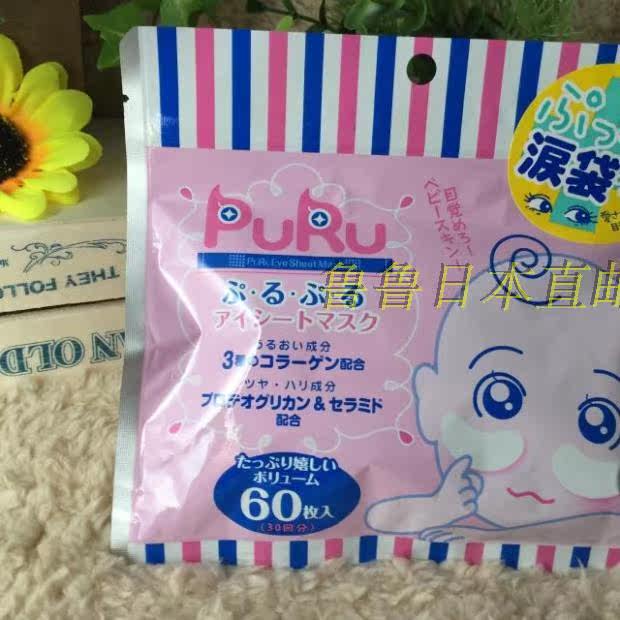 PuRu
PuRu Eye Sheet Mask
ぷ・る・ぷ・る
アイシートマスク
うるおい成分
3種のコラーゲン配合
ツヤ・ハリ成分
プロテオグリカン＆セラミド
配合
たっぷり嬉しい
ボリューム
60枚入
(30回分)
目覚めろ!
ベビースキン
ぷっ
涙袋
鲁鲁日本直邮
THEY FOLLO
AN OLD